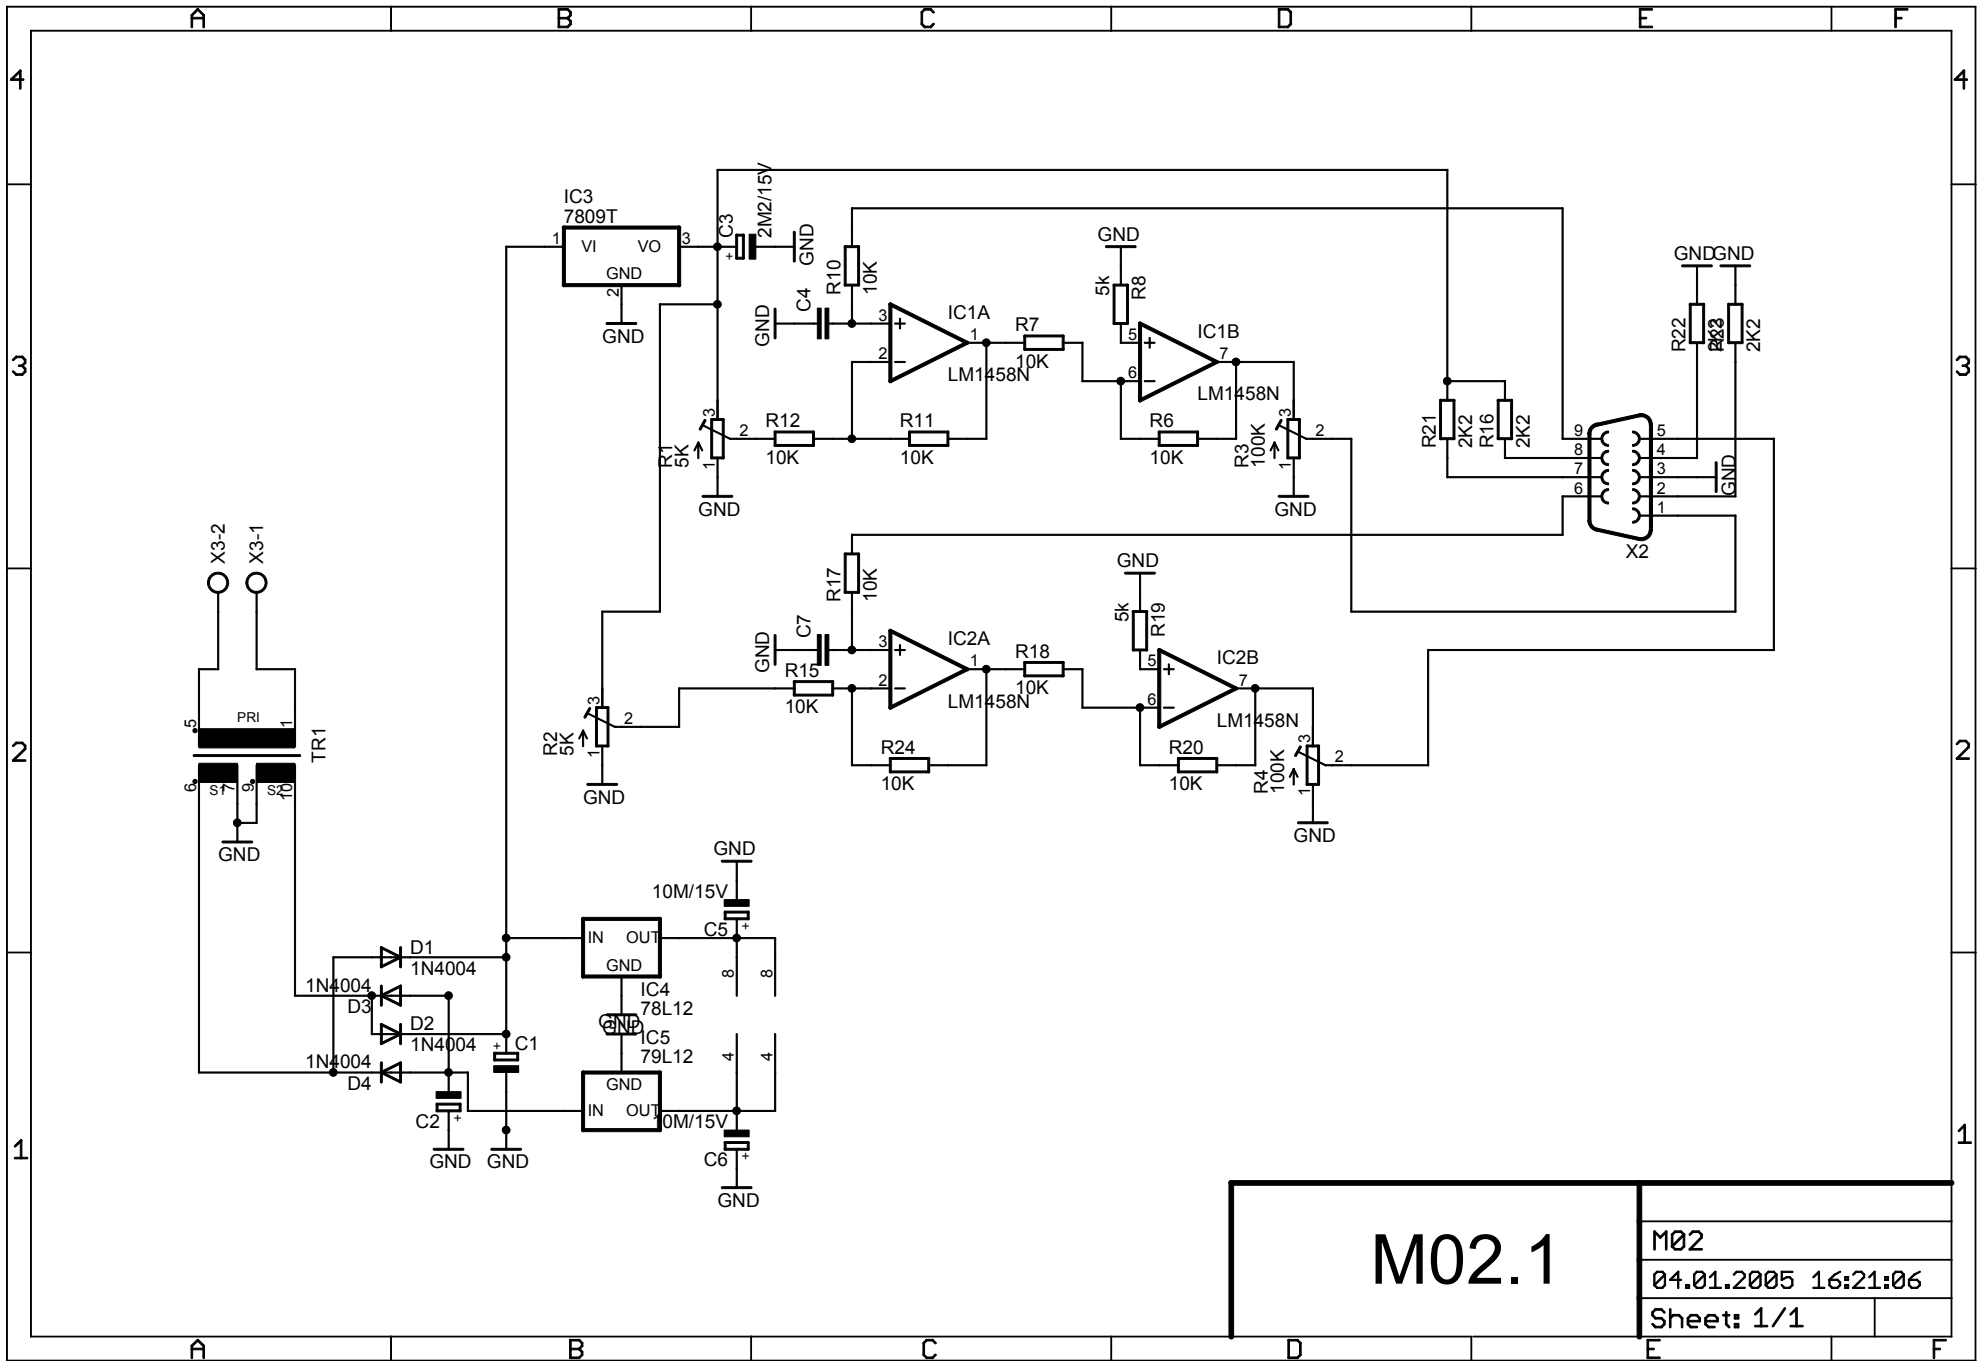 A B C D E F
4 4
3 3
2 2
1 1
IC3
7809T
1 VI VO 3
GND
2
GND
C3
+
2M2/15V
GND
R10
10K
C4
GND
3 +
2 −
1
IC1A
LM1458N
R7
10K
GND
5k
R8
5 +
6 −
7
IC1B
LM1458N
R6
10K
3
2
1
R3
100K
GND
3
2
1
R1
5K
GND
R12
10K
R11
10K
GND GND
R22
2K2
R23
2K2
R21
2K2
R16
2K2
9 5
8 4
7 3
6 2
1
GND
X2
X3-2
X3-1
5 PRI 1
TR1
6 S1 7 9 S2 10
GND
R17
10K
C7
GND
R15
10K
3 +
2 −
1
IC2A
LM1458N
R18
10K
GND
5k
R19
5 +
6 −
7
IC2B
LM1458N
R24
10K
R20
10K
3
2
1
R4
100K
GND
3
2
1
R2
5K
GND
GND
10M/15V
C5
+
IN OUT
GND
IC4
78L12
GND
GND
IC5
79L12
GND
IN OUT
8 8
4 4
0M/15V
C6
+
GND
D1
1N4004
1N4004
D3
D2
1N4004
1N4004
D4
+
C1
C2
+
GND GND
M02.1
M02
04.01.2005 16:21:06
Sheet: 1/1
A B C D E F